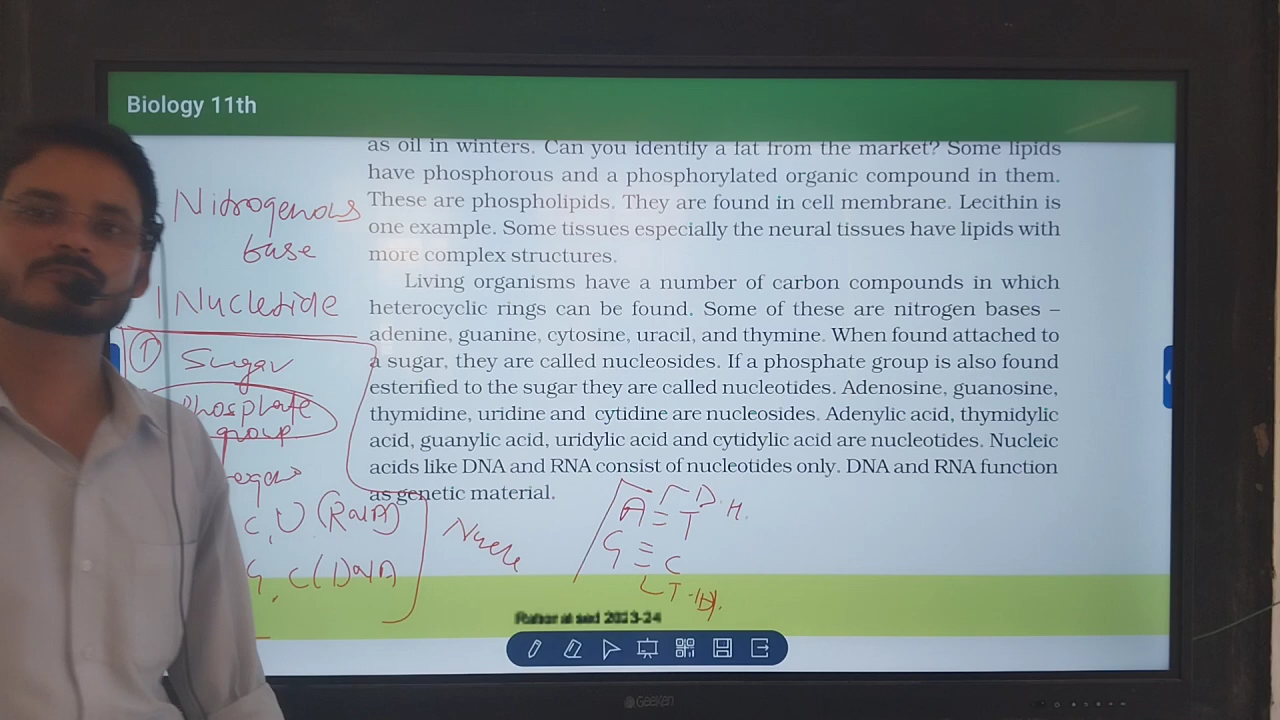 Biology 11th
as oil in winters. Can you identify a fat from the market? Some lipids
have phosphorous and a phosphorylated organic compound in them.
These are phospholipids. They are found in cell membrane. Lecithin is
one example. Some tissues especially the neural tissues have lipids with
more complex structures.
Living organisms have a number of carbon compounds in which
heterocyclic rings can be found. Some of these are nitrogen bases –
adenine, guanine, cytosine, uracil, and thymine. When found attached to
a sugar, they are called nucleosides. If a phosphate group is also found
esterified to the sugar they are called nucleotides. Adenosine, guanosine,
thymidine, uridine and cytidine are nucleosides. Adenylic acid, thymidylic
acid, guanylic acid, uridylic acid and cytidylic acid are nucleotides. Nucleic
acids like DNA and RNA consist of nucleotides only. DNA and RNA function
as genetic material.
Nitrogenous
base
Sugar
Phosphate
group
C, U (RNA)
G, C (DNA)
Nucle
D.H.
A = T
G ≡ C
2023-24
Geeken